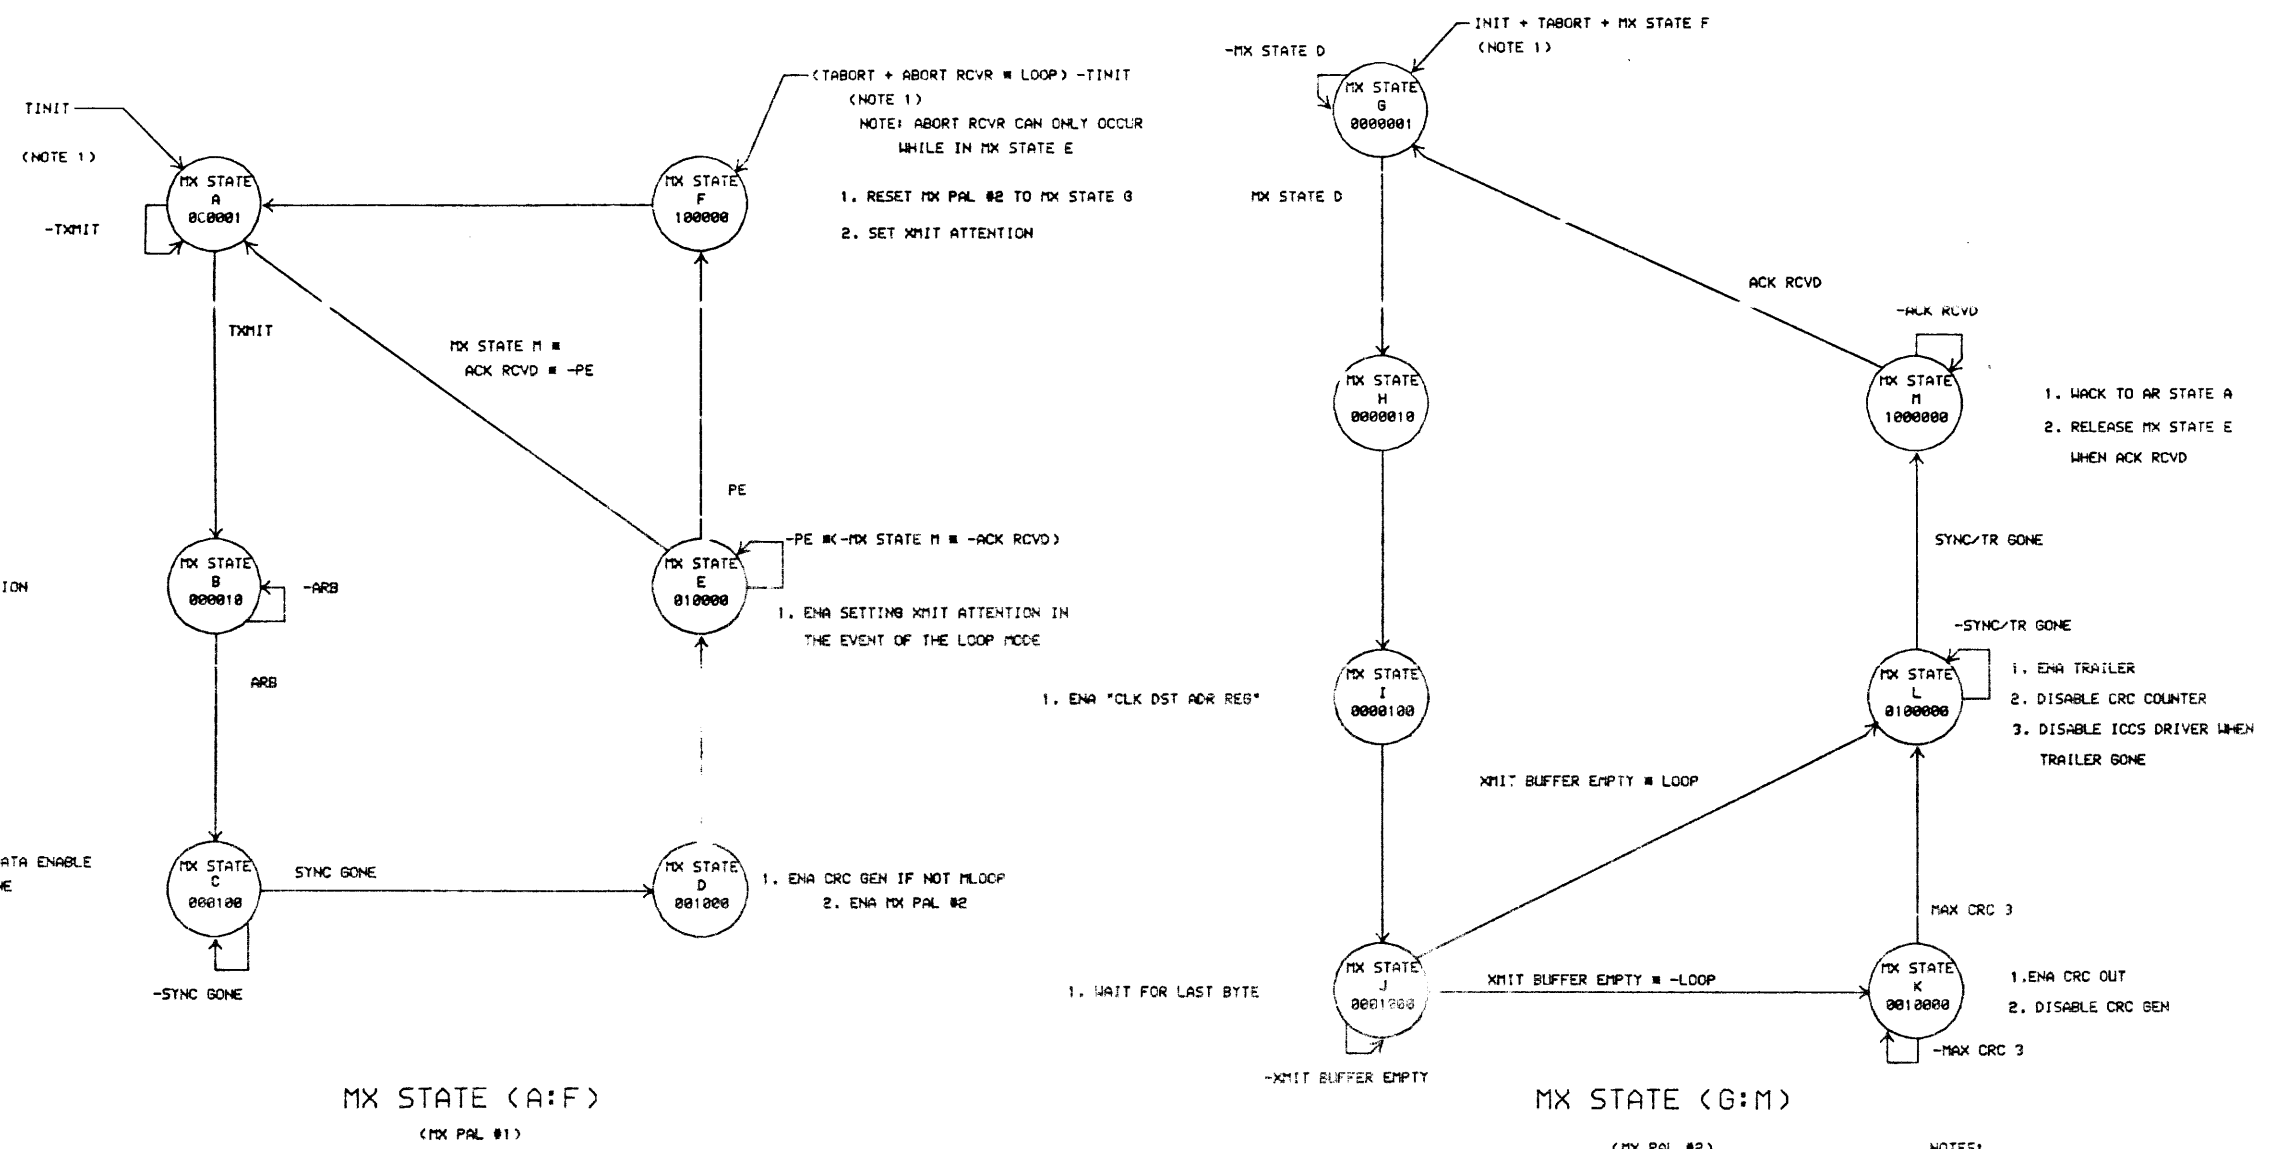 TINIT
(NOTE 1)
MX STATE
A
0C0001
-TXMIT
TXMIT
MX STATE
B
000010
-ARB
ION
ARB
MX STATE
C
000100
-SYNC GONE
ATA ENABLE
SYNC GONE
MX STATE
D
001000
1. ENA CRC GEN IF NOT MLOOP
2. ENA MX PAL #2
MX STATE
E
010000
-PE *(-MX STATE M * -ACK RCVD)
1. ENA SETTING XMIT ATTENTION IN
THE EVENT OF THE LOOP MODE
PE
MX STATE M *
ACK RCVD * -PE
MX STATE
F
100000
(TABORT + ABORT RCVR * LOOP) -TINIT
(NOTE 1)
NOTE: ABORT RCVR CAN ONLY OCCUR
WHILE IN MX STATE E
1. RESET MX PAL #2 TO MX STATE G
2. SET XMIT ATTENTION
MX STATE (A:F)
(MX PAL #1)
INIT + TABORT + MX STATE F
(NOTE 1)
-MX STATE D
MX STATE
G
0000001
MX STATE D
MX STATE
H
0000010
MX STATE
I
0000100
1. ENA "CLK DST ADR REG"
MX STATE
J
0001000
1. WAIT FOR LAST BYTE
-XMIT BUFFER EMPTY
XMIT BUFFER EMPTY * LOOP
XMIT BUFFER EMPTY * -LOOP
MX STATE
K
0010000
1.ENA CRC OUT
2. DISABLE CRC GEN
-MAX CRC 3
MAX CRC 3
MX STATE
L
0100000
-SYNC/TR GONE
1. ENA TRAILER
2. DISABLE CRC COUNTER
3. DISABLE ICCS DRIVER WHEN
TRAILER GONE
SYNC/TR GONE
MX STATE
M
1000000
-ACK RCVD
1. WACK TO AR STATE A
2. RELEASE MX STATE E
WHEN ACK RCVD
ACK RCVD
MX STATE (G:M)
(MX PAL #2)
NOTES: